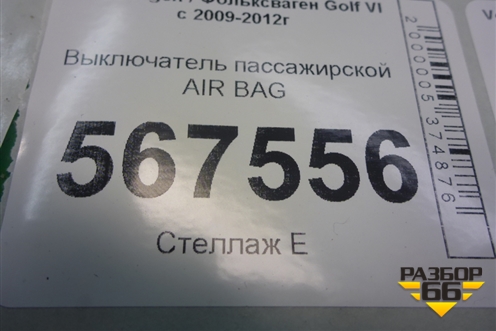 Фольксваген Golf VI
с 2009-2012г
Выключатель пассажирской
AIR BAG
567556
Стеллаж Е
2000005374876
РАЗБОР
66